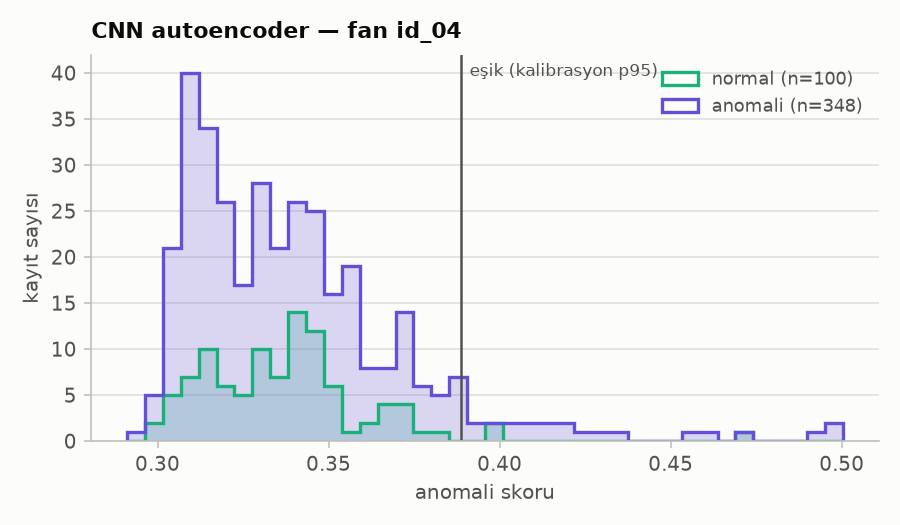 CNN autoencoder — fan id_04
eşik (kalibrasyon p95)
normal (n=100)
anomali (n=348)
kayıt sayısı
40
35
30
25
20
15
10
5
0
0.30 0.35 0.40 0.45 0.50
anomali skoru